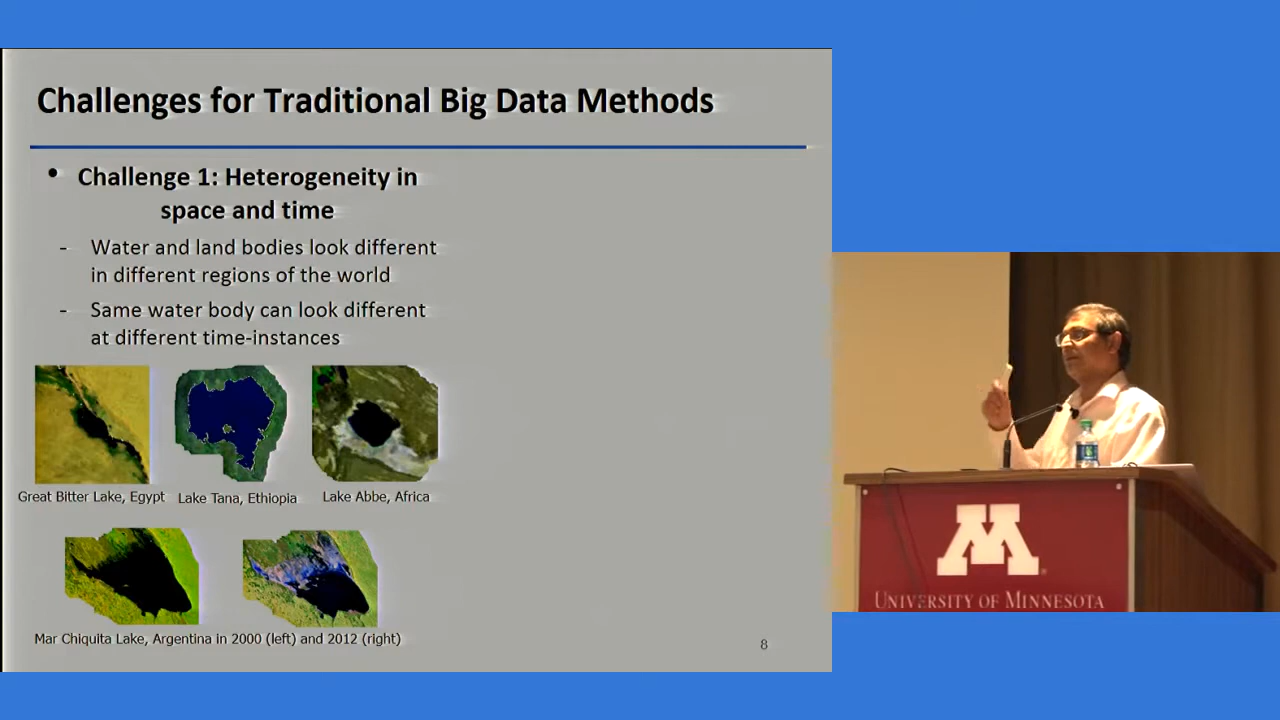 Challenges for Traditional Big Data Methods
• Challenge 1: Heterogeneity in
space and time
- Water and land bodies look different
in different regions of the world
- Same water body can look different
at different time-instances
Great Bitter Lake, Egypt
Lake Tana, Ethiopia
Lake Abbe, Africa
Mar Chiquita Lake, Argentina in 2000 (left) and 2012 (right)
8
M
UNIVERSITY OF MINNESOTA